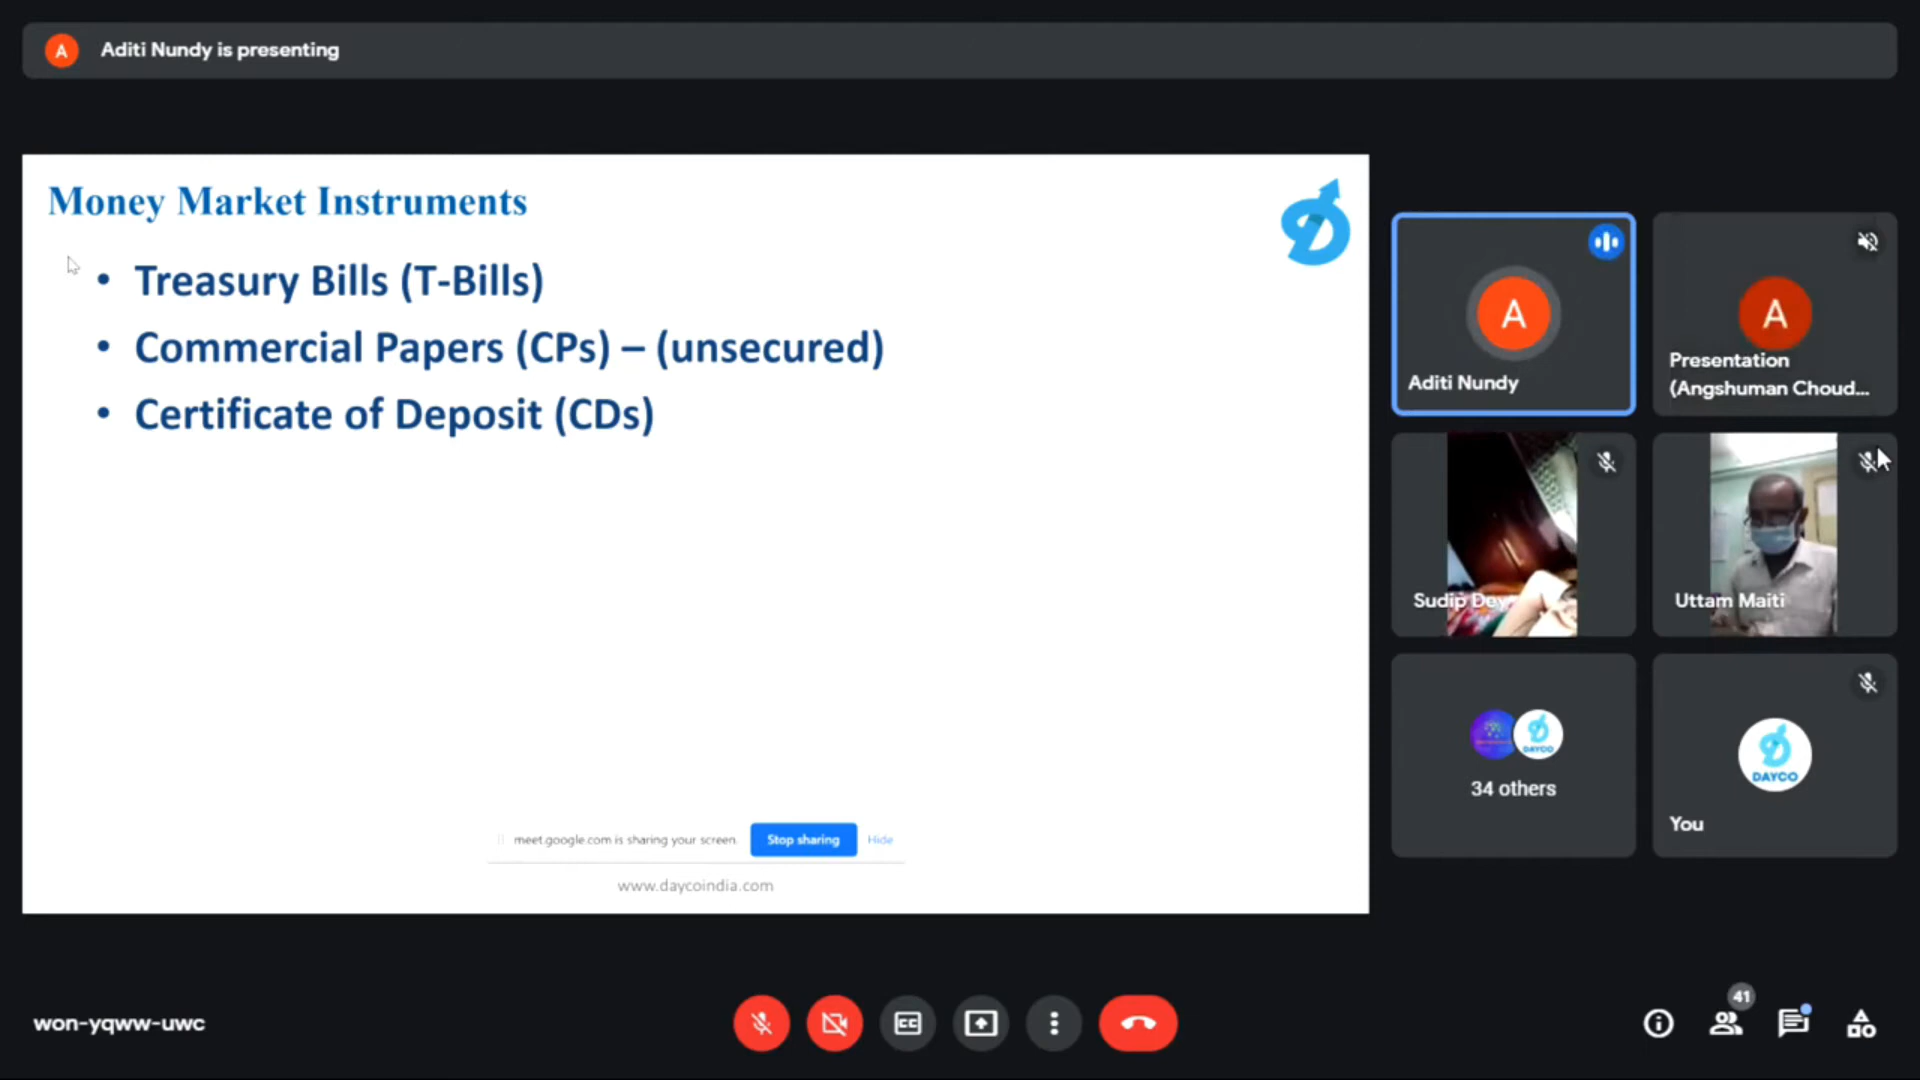 A Aditi Nundy is presenting
Money Market Instruments
• Treasury Bills (T-Bills)
• Commercial Papers (CPs) – (unsecured)
• Certificate of Deposit (CDs)
meet.google.com is sharing your screen. Stop sharing Hide
www.daycoindia.com
A
Aditi Nundy
A
Presentation
(Angshuman Choud...
Sudip Dey
Uttam Maiti
DAYCO
34 others
DAYCO
You
won-yqww-uwc
CC
41